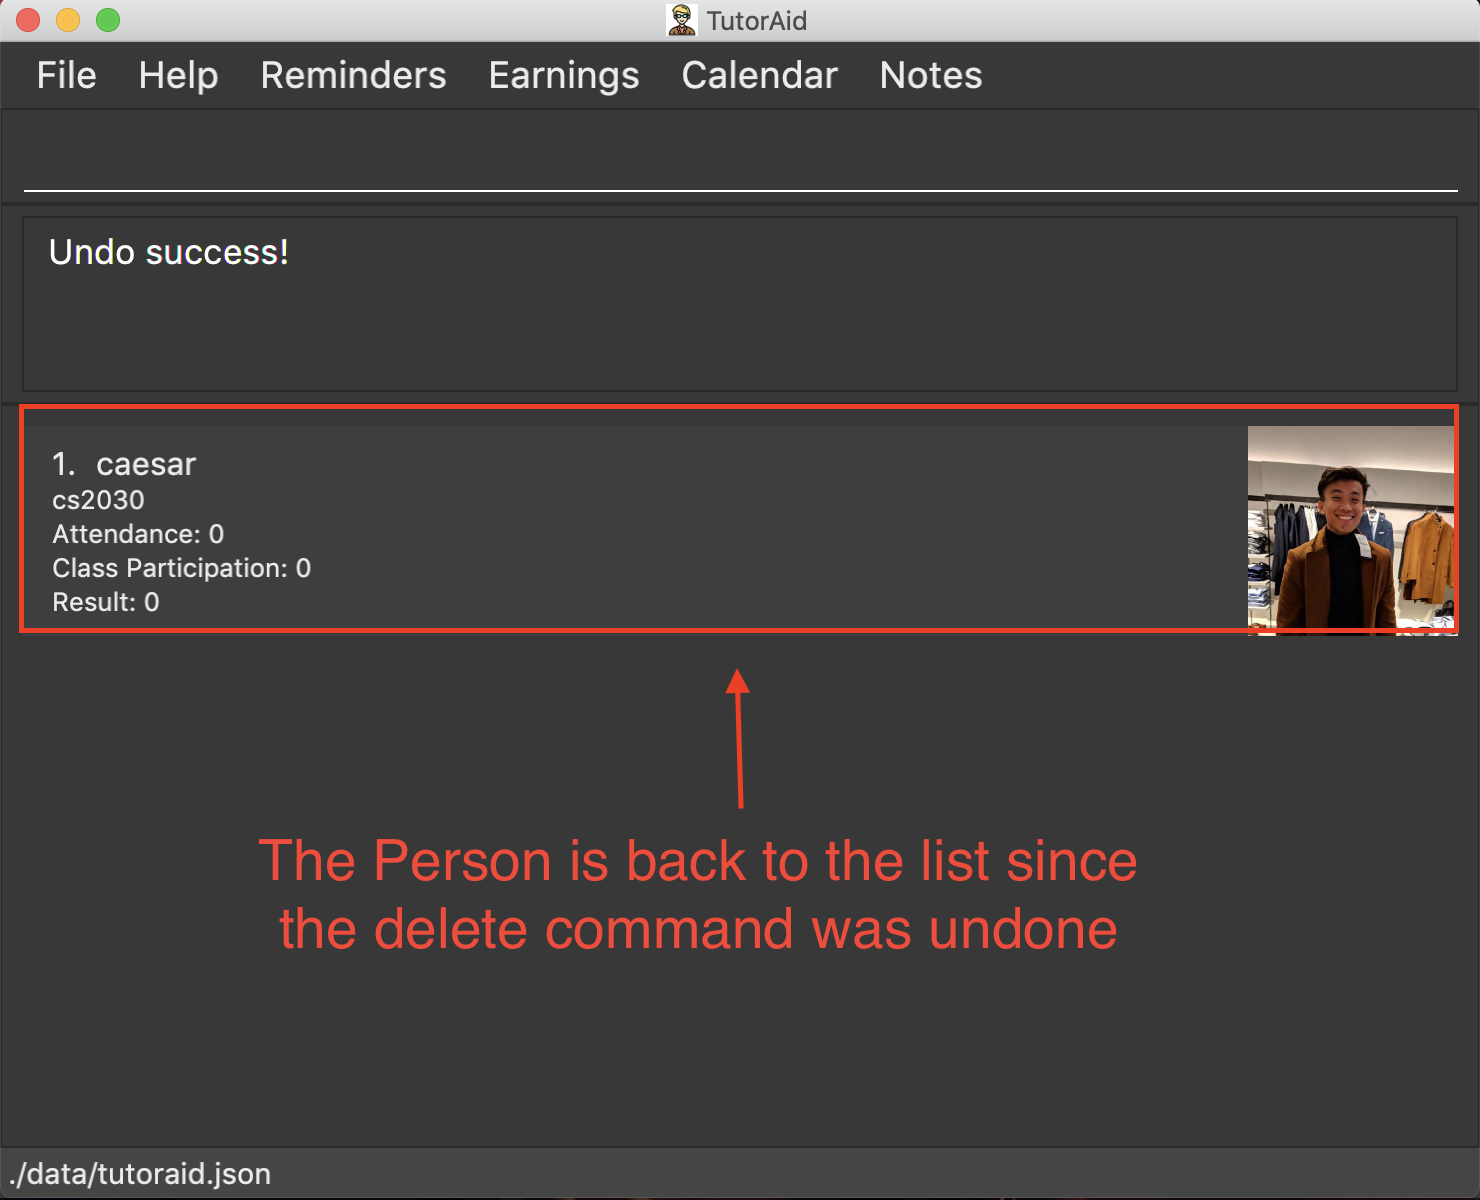 TutorAid
File Help Reminders Earnings Calendar Notes
Undo success!
1. caesar
cs2030
Attendance: 0
Class Participation: 0
Result: 0
The Person is back to the list since
the delete command was undone
./data/tutoraid.json